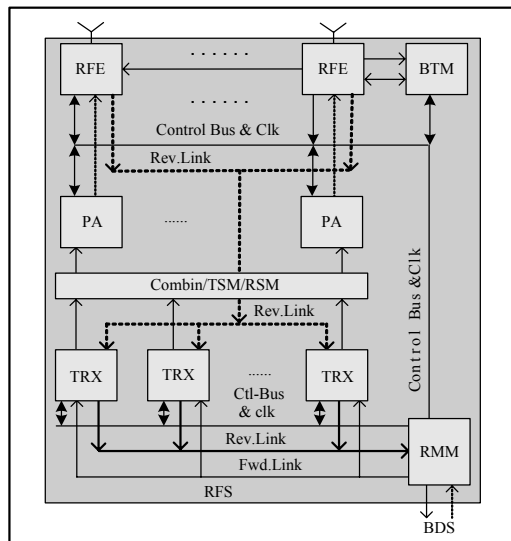 RFE
RFE
BTM
Control Bus & Clk
Rev.Link
PA
PA
Combin/TSM/RSM
Rev.Link
TRX
TRX
TRX
Ctl-Bus
& clk
Rev.Link
Fwd.Link
RMM
RFS
BDS
Control Bus &Clk